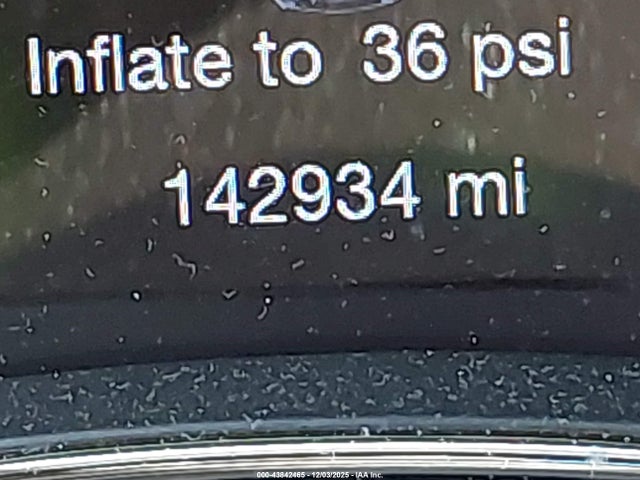 Inflate to 36 psi
142934 mi
000-43842465 - 12/03/2025 - IAA Inc.